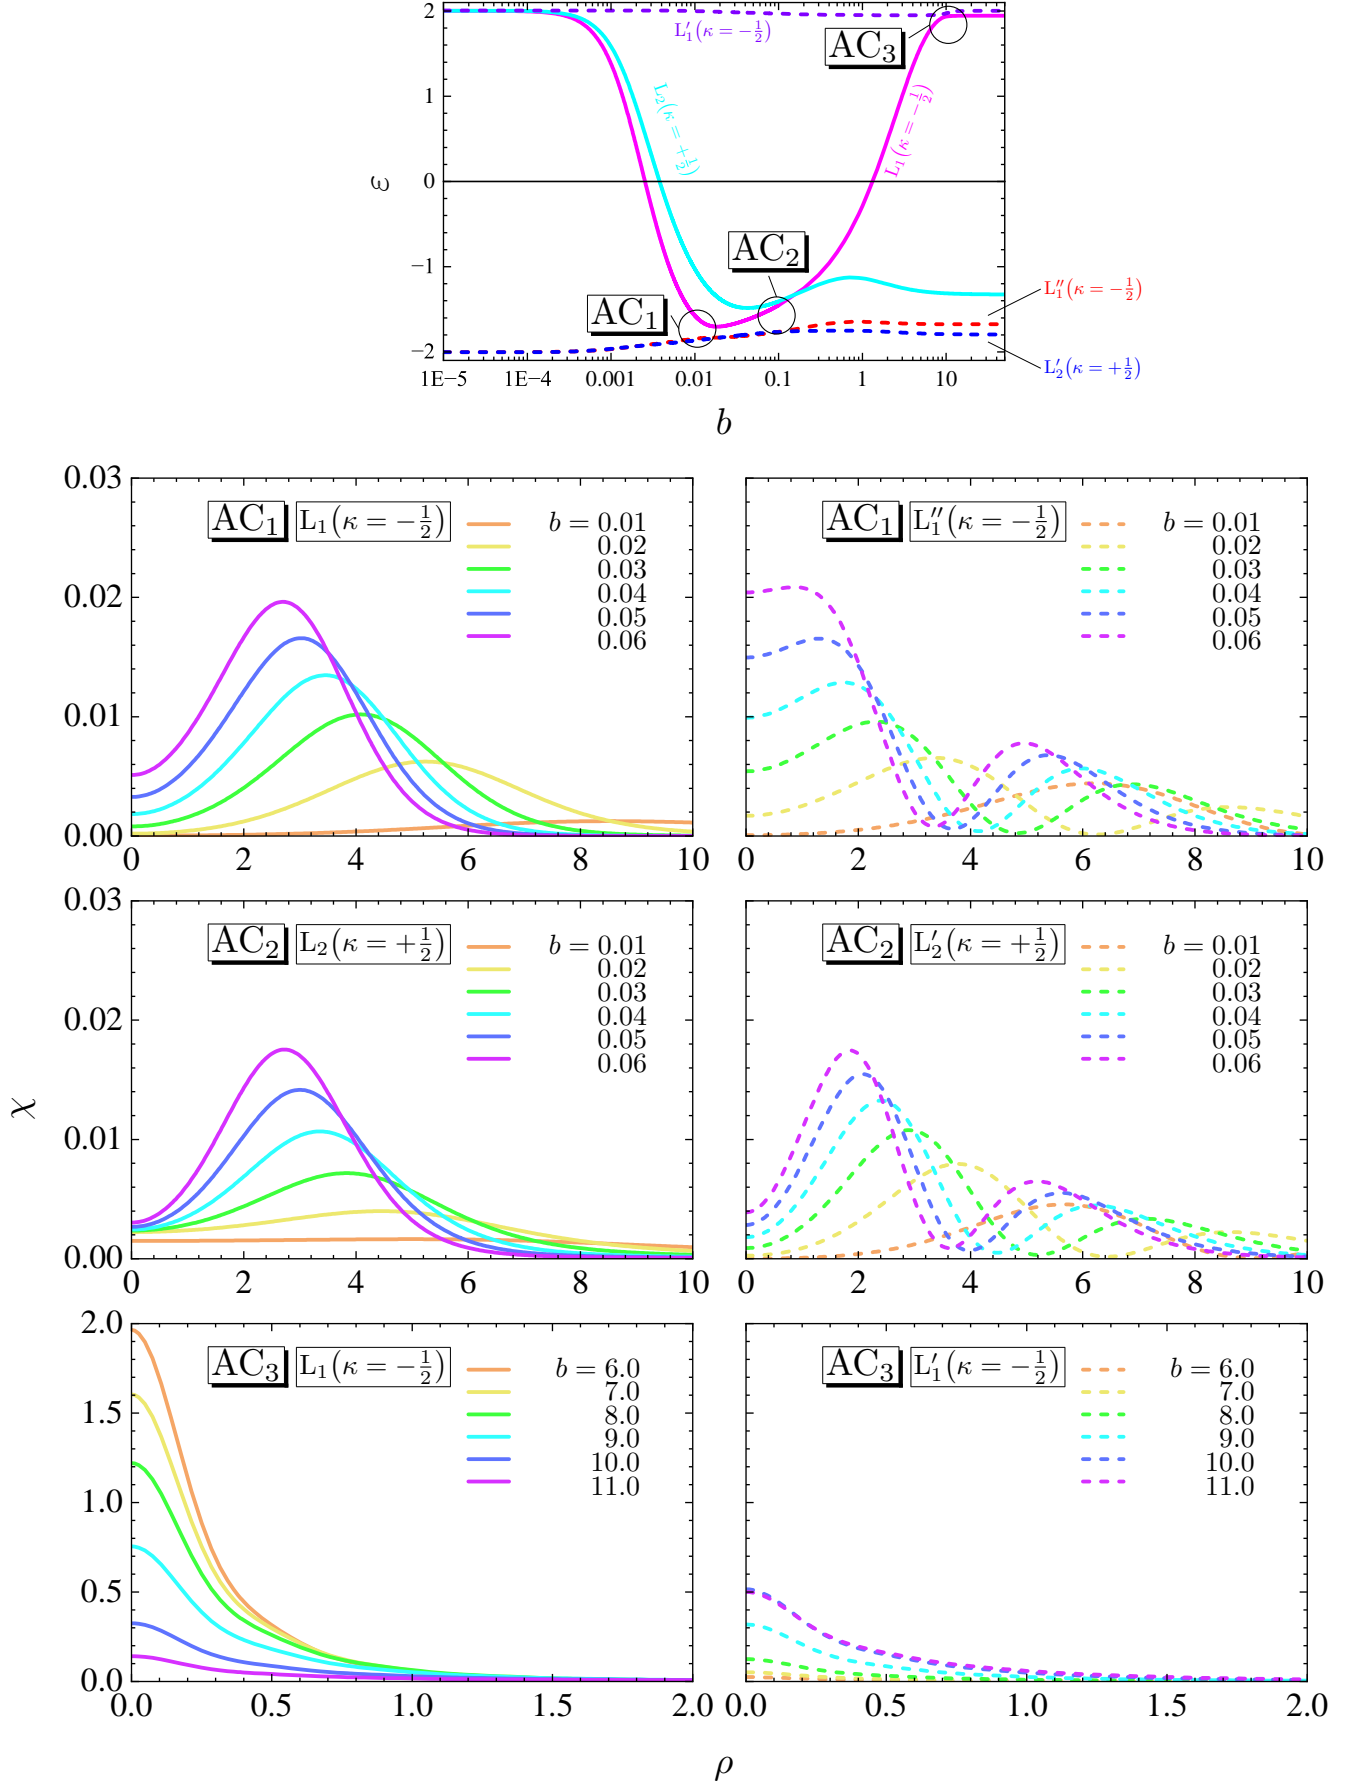 2
1
0
−1
−2
ε
L′₁(κ = −½)
AC₃
L₂(κ = +½)
L₁(κ = −½)
AC₂
AC₁
L″₁(κ = −½)
L′₂(κ = +½)
1E-5 1E-4 0.001 0.01 0.1 1 10
b
0.03
0.02
0.01
0.00
AC₁ L₁(κ = −½) b = 0.01
0.02
0.03
0.04
0.05
0.06
0 2 4 6 8 10
AC₁ L″₁(κ = −½) b = 0.01
0.02
0.03
0.04
0.05
0.06
0 2 4 6 8 10
0.03
0.02
0.01
0.00
AC₂ L₂(κ = +½) b = 0.01
0.02
0.03
0.04
0.05
0.06
0 2 4 6 8 10
AC₂ L′₂(κ = +½) b = 0.01
0.02
0.03
0.04
0.05
0.06
0 2 4 6 8 10
χ
2.0
1.5
1.0
0.5
0.0
AC₃ L₁(κ = −½) b = 6.0
7.0
8.0
9.0
10.0
11.0
0.0 0.5 1.0 1.5 2.0
AC₃ L′₁(κ = −½) b = 6.0
7.0
8.0
9.0
10.0
11.0
0.0 0.5 1.0 1.5 2.0
ρ